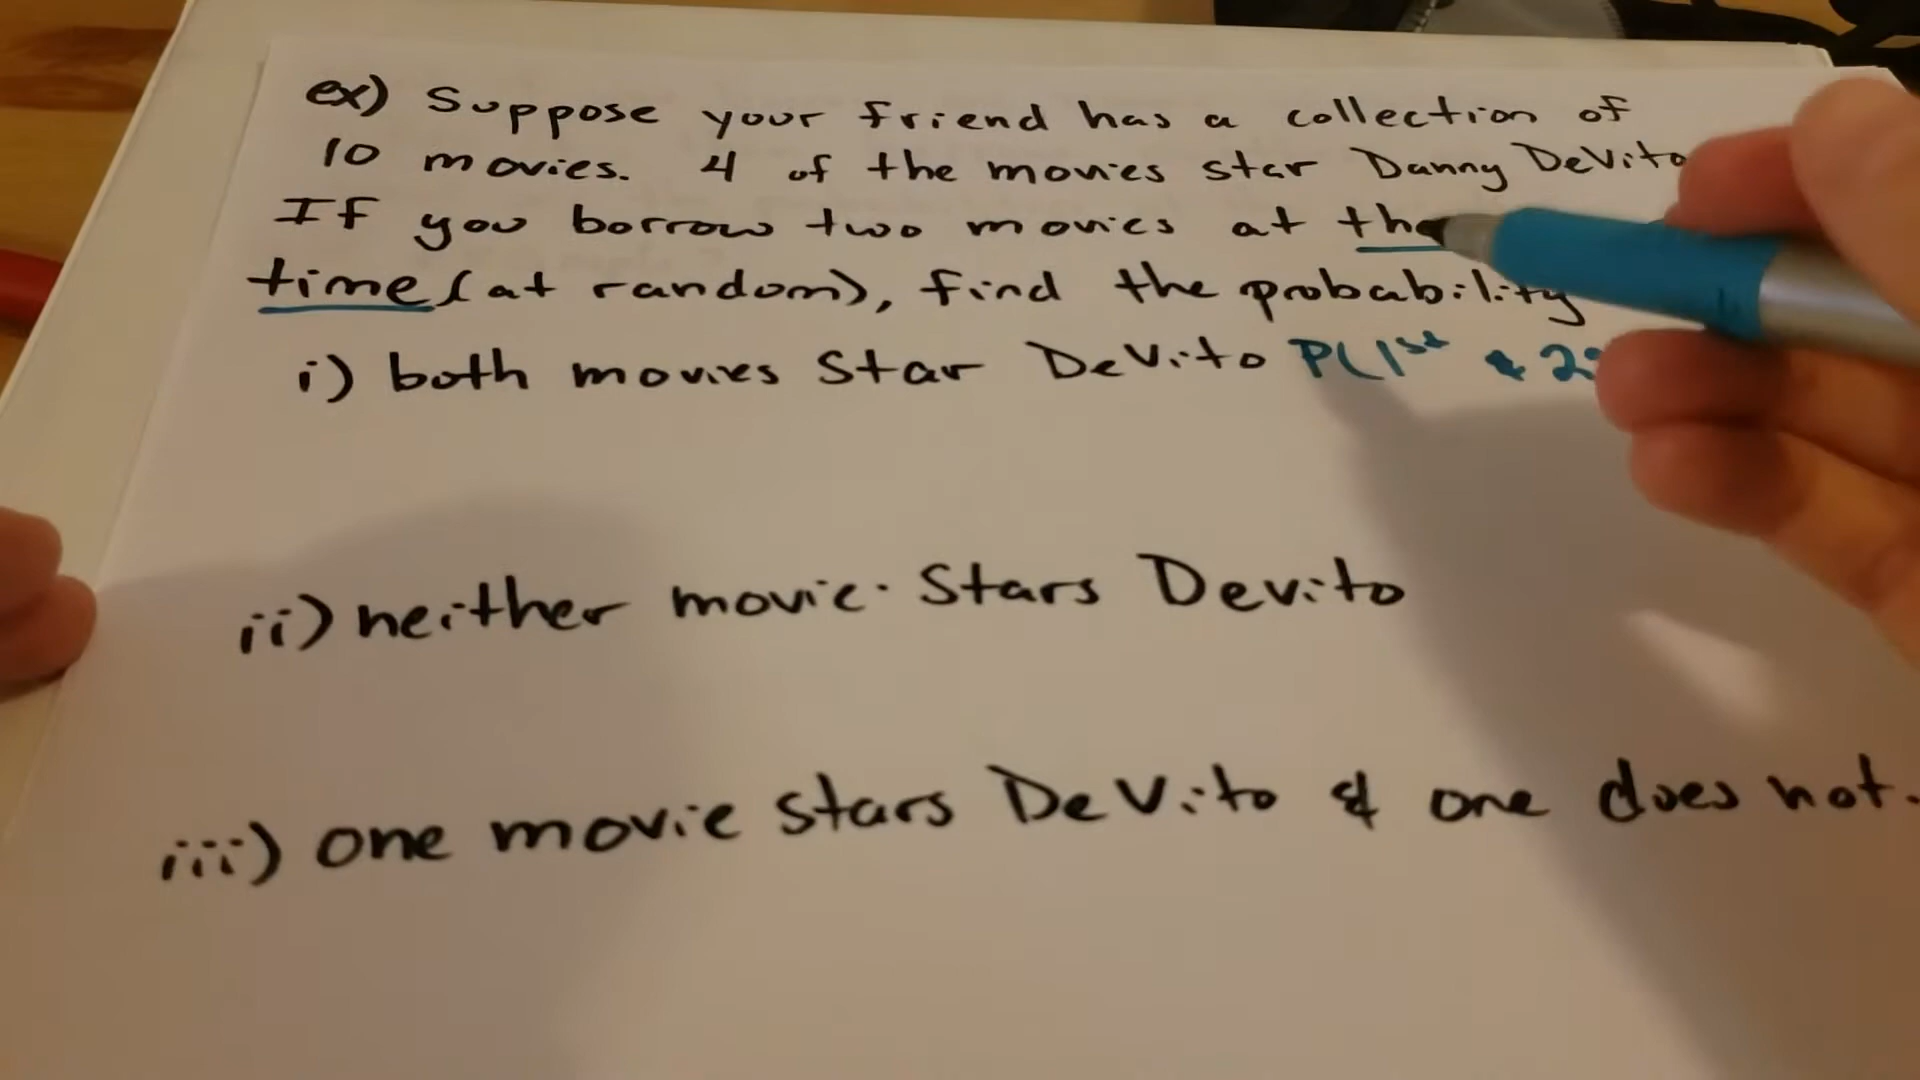 ex) Suppose your friend has a collection of
10 movies. 4 of the movies star Danny DeVito
If you borrow two movies at the
time (at random), find the probability
i) both movies star DeVito P(1st & 2
ii) neither movie stars Devito
iii) one movie stars DeVito & one does not.